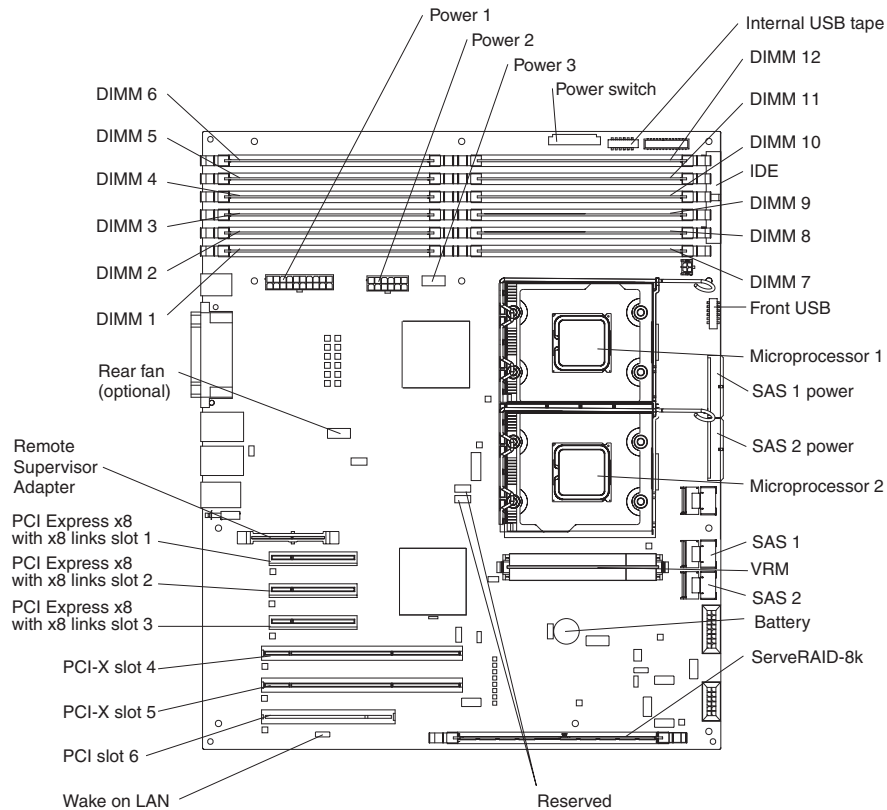 Power 1
Power 2
Power 3
Power switch
Internal USB tape
DIMM 12
DIMM 11
DIMM 10
IDE
DIMM 9
DIMM 8
DIMM 7
Front USB
Microprocessor 1
SAS 1 power
SAS 2 power
Microprocessor 2
SAS 1
VRM
SAS 2
Battery
ServeRAID-8k
DIMM 6
DIMM 5
DIMM 4
DIMM 3
DIMM 2
DIMM 1
Rear fan
(optional)
Remote
Supervisor
Adapter
PCI Express x8
with x8 links slot 1
PCI Express x8
with x8 links slot 2
PCI Express x8
with x8 links slot 3
PCI-X slot 4
PCI-X slot 5
PCI slot 6
Wake on LAN
Reserved